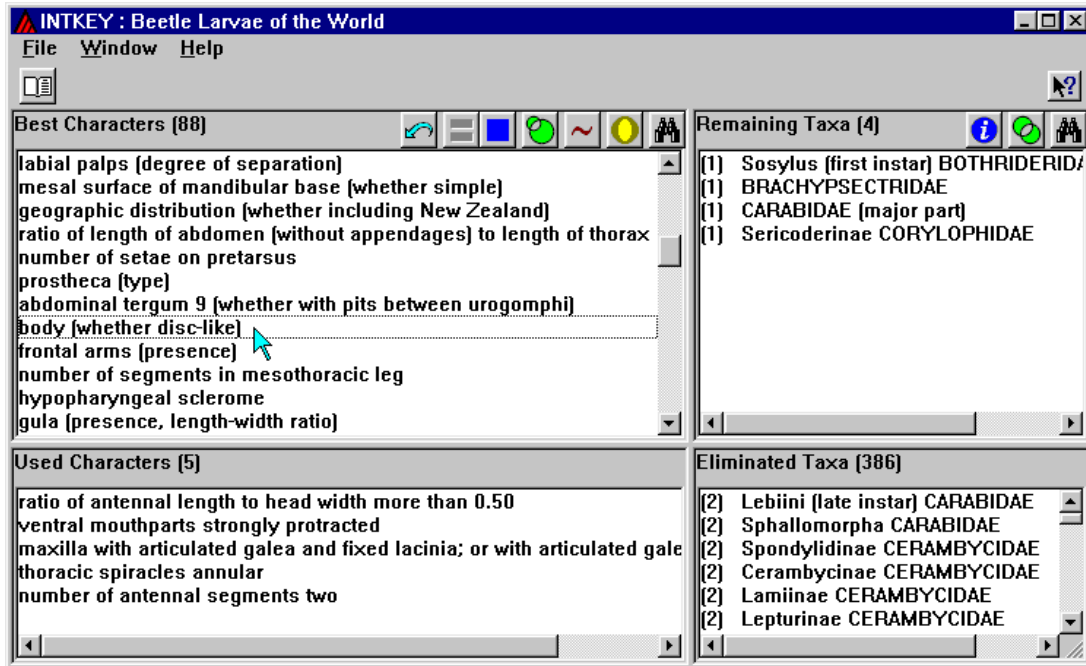 INTKEY : Beetle Larvae of the World
File Window Help
Best Characters (88)
labial palps (degree of separation)
mesal surface of mandibular base (whether simple)
geographic distribution (whether including New Zealand)
ratio of length of abdomen (without appendages) to length of thorax
number of setae on pretarsus
prostheca (type)
abdominal tergum 9 (whether with pits between urogomphi)
body (whether disc-like)
frontal arms (presence)
number of segments in mesothoracic leg
hypopharyngeal sclerome
gula (presence, length-width ratio)
Remaining Taxa (4)
(1) Sosylus (first instar) BOTHRIDERIDA
(1) BRACHYPSECTRIDAE
(1) CARABIDAE (major part)
(1) Sericoderinae CORYLOPHIDAE
Used Characters (5)
ratio of antennal length to head width more than 0.50
ventral mouthparts strongly protracted
maxilla with articulated galea and fixed lacinia; or with articulated gale
thoracic spiracles annular
number of antennal segments two
Eliminated Taxa (386)
(2) Lebiini (late instar) CARABIDAE
(2) Sphallomorpha CARABIDAE
(2) Spondylidinae CERAMBYCIDAE
(2) Cerambycinae CERAMBYCIDAE
(2) Lamiinae CERAMBYCIDAE
(2) Lepturinae CERAMBYCIDAE